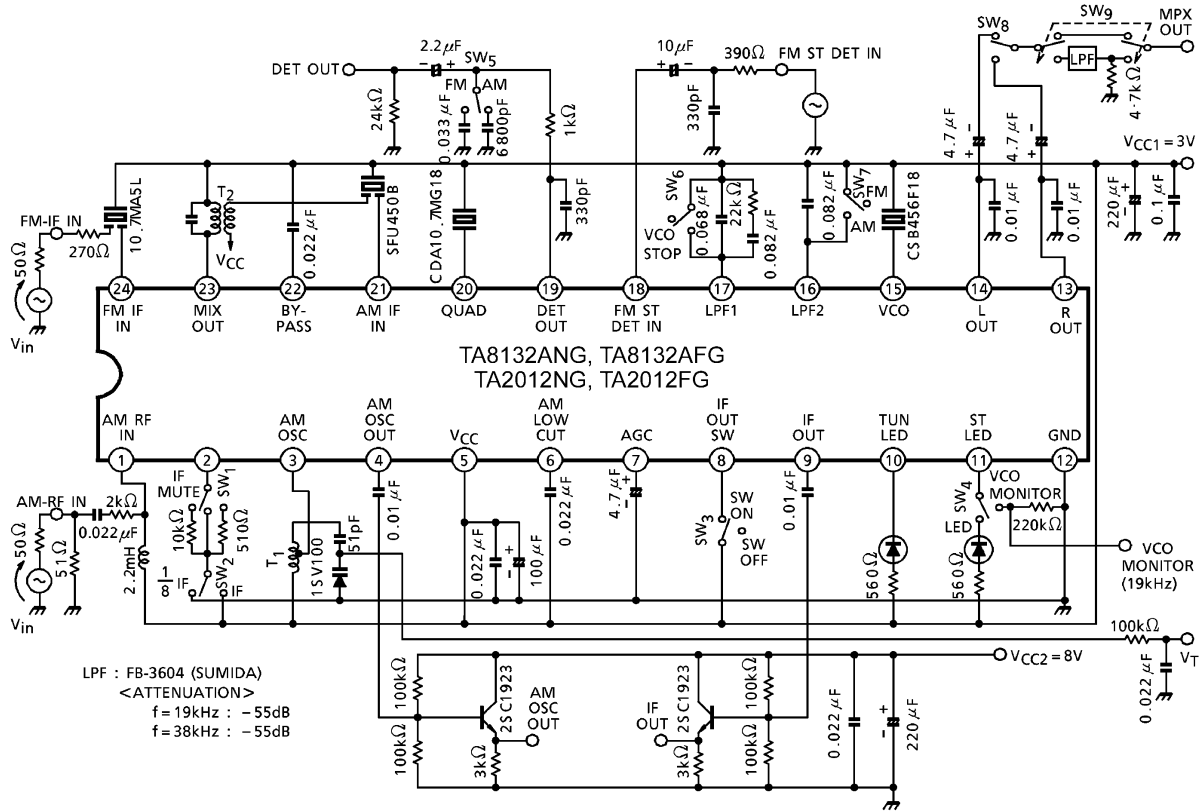 DET OUT
2.2μF
− +
SW5
FM AM
24kΩ
0.033μF
6800pF
1kΩ
10μF
+ −
390Ω
FM ST DET IN
330pF
SW8
SW9
MPX
OUT
LPF
4.7kΩ
4.7μF
−
+
4.7μF
−
+
VCC1 = 3V
FM-IF IN
10.7MA5L
270Ω
50Ω
Vin
T2
VCC
0.022μF
SFU450B
CDA10.7MG18
330pF
SW6
VCO
STOP
0.068μF
22kΩ
0.082μF
0.082μF
SW7
FM
AM
CSB456F18
0.01μF
0.01μF
220μF
+
−
0.1μF
24 23 22 21 20 19 18 17 16 15 14 13
FM IF
IN
MIX
OUT
BY-
PASS
AM IF
IN
QUAD
DET
OUT
FM ST
DET IN
LPF1
LPF2
VCO
L
OUT
R
OUT
TA8132ANG, TA8132AFG
TA2012NG, TA2012FG
AM RF
IN
AM
OSC
AM
OSC
OUT
VCC
AM
LOW
CUT
AGC
IF
OUT
SW
IF
OUT
TUN
LED
ST
LED
GND
1 2 3 4 5 6 7 8 9 10 11 12
IF
MUTE
SW1
10kΩ
510Ω
SW2
1/8 IF
IF
AM-RF IN
2kΩ
0.022μF
50Ω
51Ω
2.2mH
Vin
T1
51pF
1SV100
0.01μF
0.022μF
+
−
100μF
0.022μF
4.7μF
+
−
SW3
SW
ON
SW
OFF
0.01μF
560Ω
SW4
VCO
MONITOR
LED
220kΩ
560Ω
VCO
MONITOR
(19kHz)
100kΩ
VT
0.022μF
VCC2 = 8V
100kΩ
100kΩ
2SC1923
AM
OSC
OUT
3kΩ
IF
OUT
2SC1923
3kΩ
100kΩ
100kΩ
0.022μF
+
−
220μF
LPF : FB-3604 (SUMIDA)
<ATTENUATION>
f = 19kHz : −55dB
f = 38kHz : −55dB